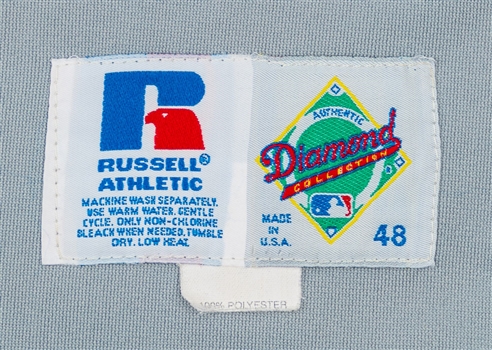 RUSSELL®
ATHLETIC
MACHINE WASH SEPARATELY.
USE WARM WATER. GENTLE
CYCLE. ONLY NON-CHLORINE
BLEACH WHEN NEEDED. TUMBLE
DRY. LOW HEAT.
AUTHENTIC
Diamond
COLLECTION
MADE
IN
U.S.A.
48
100% POLYESTER